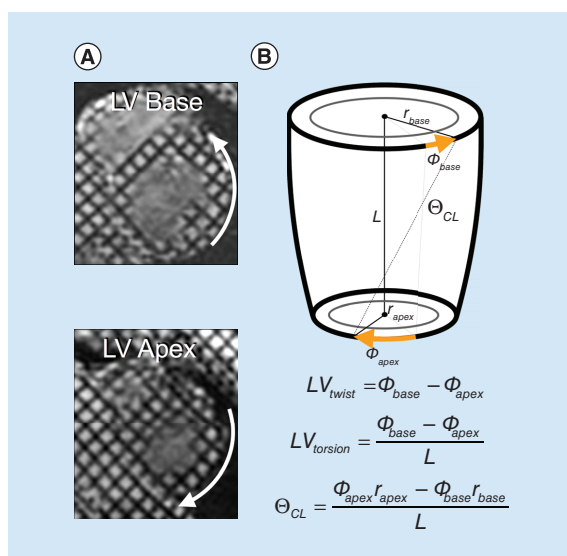 A
LV Base
LV Apex
B
r_base
Φ_base
Θ_CL
L
r_apex
Φ_apex
LV_twist = Φ_base − Φ_apex
LV_torsion = (Φ_base − Φ_apex) / L
Θ_CL = (Φ_apex r_apex − Φ_base r_base) / L